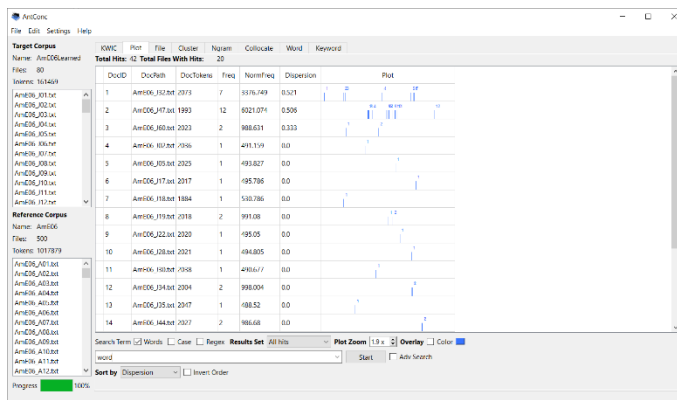 AntConc
File Edit Settings Help
Target Corpus
Name: AmE06Learned
Files: 80
Tokens: 161469
AmE06_J01.txt
AmE06_J02.txt
AmE06_J03.txt
AmE06_J04.txt
AmE06_J05.txt
AmE06_J06.txt
AmE06_J07.txt
AmE06_J08.txt
AmE06_J09.txt
AmE06_J10.txt
AmE06_J11.txt
AmE06_J12.txt
Reference Corpus
Name: AmE06
Files: 500
Tokens: 1017879
AmE06_A01.txt
AmE06_A02.txt
AmE06_A03.txt
AmE06_A04.txt
AmE06_A05.txt
AmE06_A06.txt
AmE06_A07.txt
AmE06_A08.txt
AmE06_A09.txt
AmE06_A10.txt
AmE06_A11.txt
AmE06_A12.txt
Progress 100%
KWIC Plot File Cluster Ngram Collocate Word Keyword
Total Hits: 42 Total Files With Hits: 20
DocID DocPath DocTokens Freq NormFreq Dispersion Plot
1 AmE06_J32.txt 2073 7 3376.749 0.521
2 AmE06_J47.txt 1993 12 6021.074 0.506
3 AmE06_J60.txt 2023 2 988.631 0.333
4 AmE06_J02.txt 2036 1 491.159 0.0
5 AmE06_J05.txt 2025 1 493.827 0.0
6 AmE06_J17.txt 2017 1 495.786 0.0
7 AmE06_J18.txt 1884 1 530.786 0.0
8 AmE06_J19.txt 2018 2 991.08 0.0
9 AmE06_J22.txt 2020 1 495.05 0.0
10 AmE06_J28.txt 2021 1 494.805 0.0
11 AmE06_J30.txt 2038 1 490.677 0.0
12 AmE06_J34.txt 2004 2 998.004 0.0
13 AmE06_J35.txt 2047 1 488.52 0.0
14 AmE06_J44.txt 2027 2 986.68 0.0
Search Term Words Case Regex Results Set All hits Plot Zoom 1.9 x Overlay Color
word Start Adv Search
Sort by Dispersion Invert Order